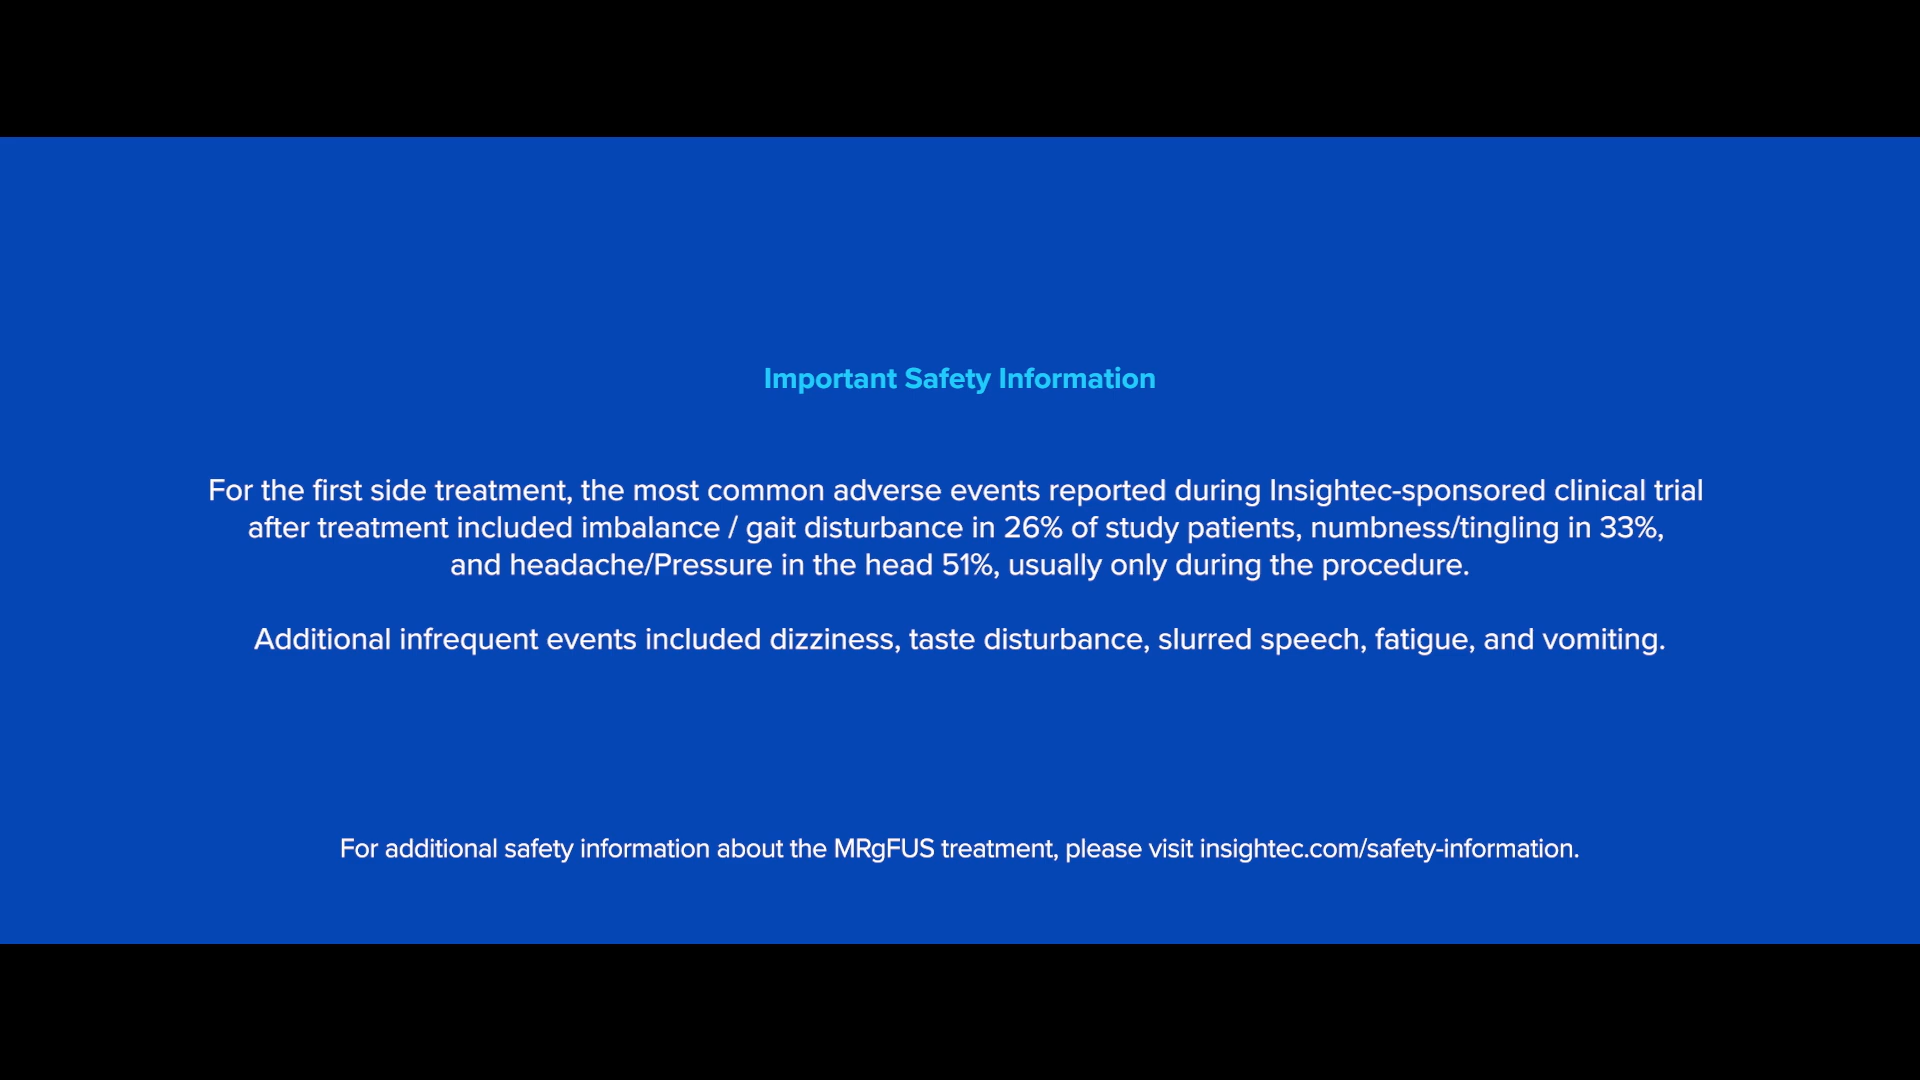 Important Safety Information
For the first side treatment, the most common adverse events reported during Insightec-sponsored clinical trial
after treatment included imbalance / gait disturbance in 26% of study patients, numbness/tingling in 33%,
and headache/Pressure in the head 51%, usually only during the procedure.
Additional infrequent events included dizziness, taste disturbance, slurred speech, fatigue, and vomiting.
For additional safety information about the MRgFUS treatment, please visit insightec.com/safety-information.